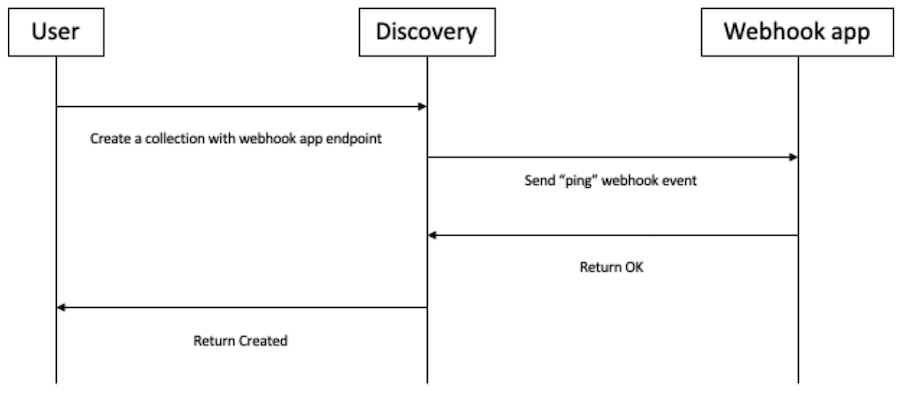 User
Discovery
Webhook app
Create a collection with webhook app endpoint
Send “ping” webhook event
Return OK
Return Created